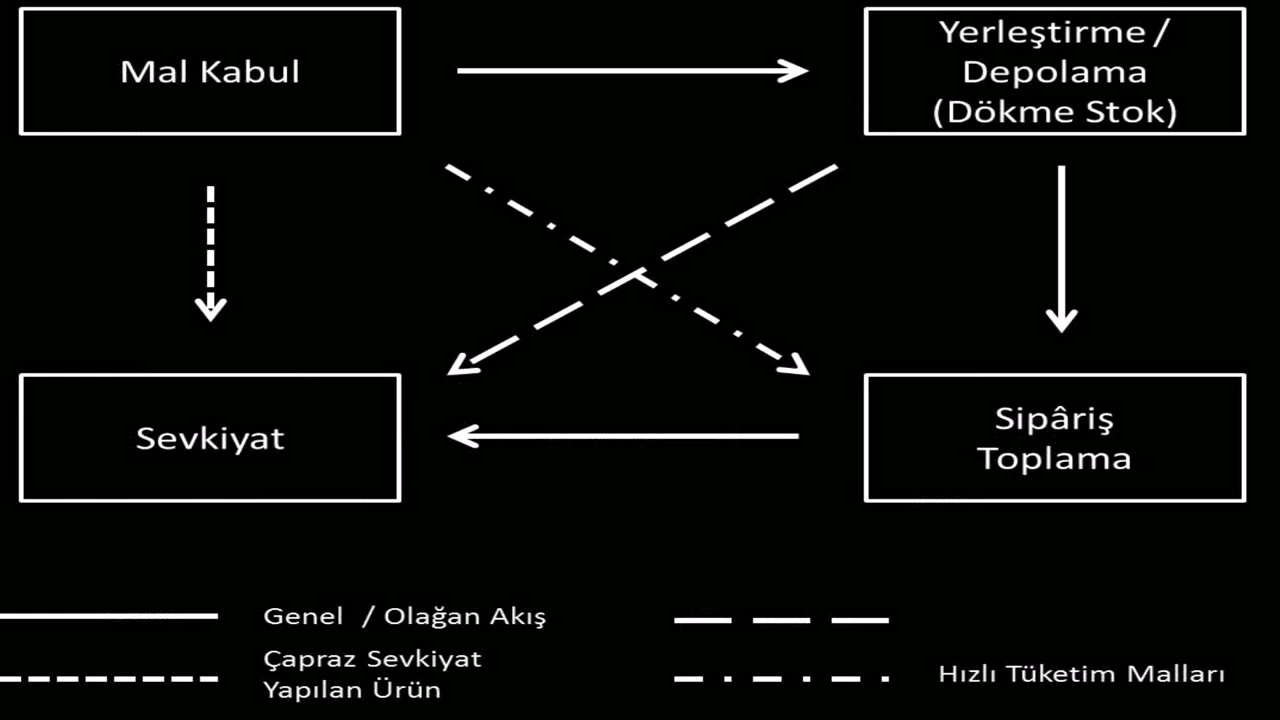 Mal Kabul
Yerleştirme /
Depolama
(Dökme Stok)
Sevkiyat
Sipâriş
Toplama
Genel / Olağan Akış
Çapraz Sevkiyat
Yapılan Ürün
Hızlı Tüketim Malları